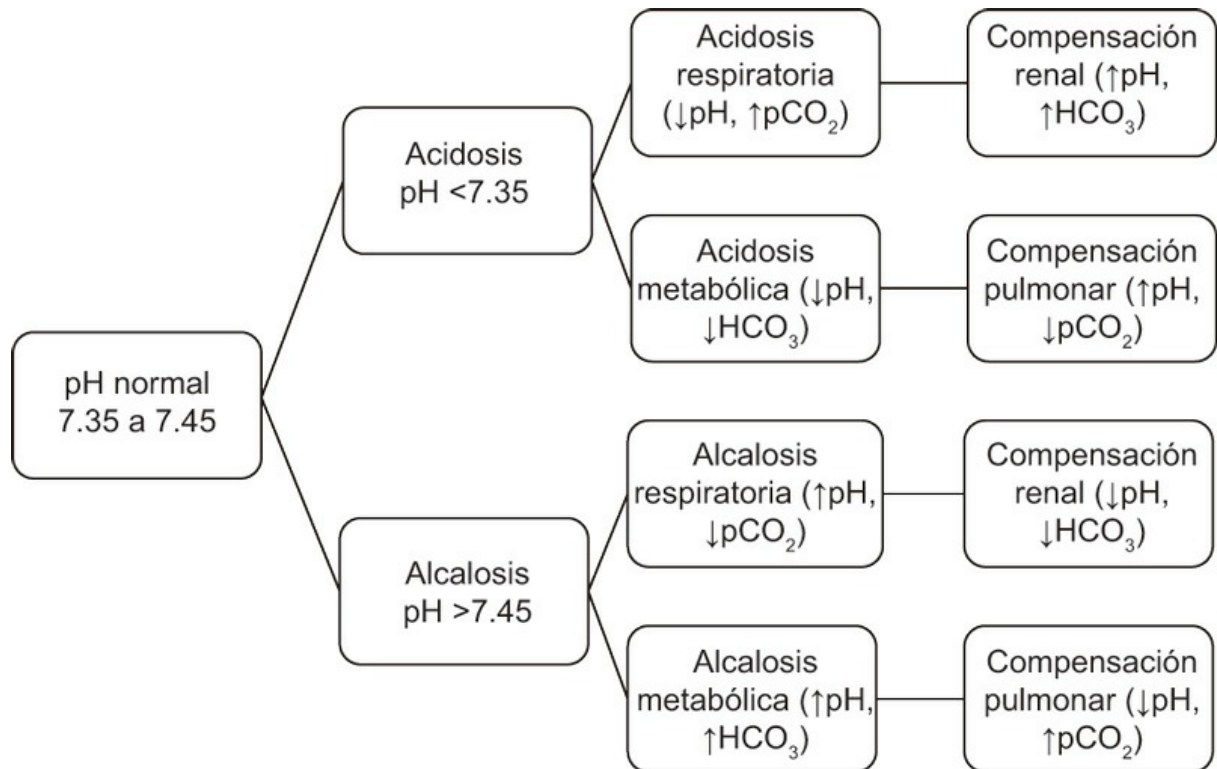 pH normal
7.35 a 7.45
Acidosis
pH <7.35
Acidosis
respiratoria
(↓pH, ↑pCO₂)
Compensación
renal (↑pH,
↑HCO₃)
Acidosis
metabólica (↓pH,
↓HCO₃)
Compensación
pulmonar (↑pH,
↓pCO₂)
Alcalosis
pH >7.45
Alcalosis
respiratoria (↑pH,
↓pCO₂)
Compensación
renal (↓pH,
↓HCO₃)
Alcalosis
metabólica (↑pH,
↑HCO₃)
Compensación
pulmonar (↓pH,
↑pCO₂)